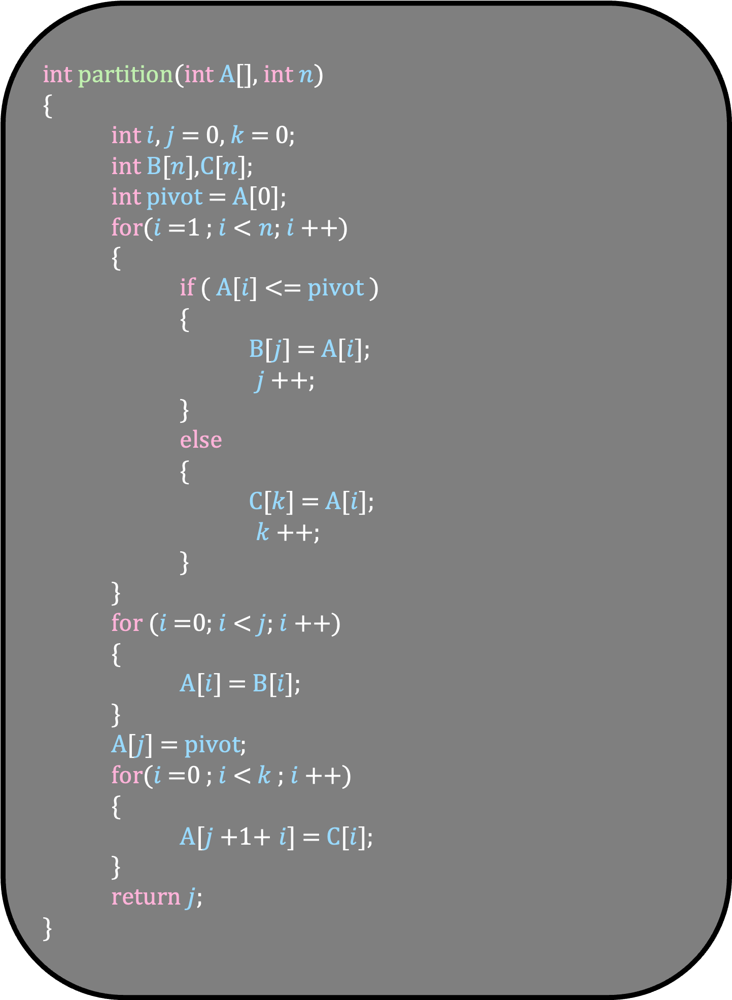 int partition(int A[], int n)
{
int i, j = 0, k = 0;
int B[n],C[n];
int pivot = A[0];
for(i =1 ; i < n; i ++)
{
if ( A[i] <= pivot )
{
B[j] = A[i];
j ++;
}
else
{
C[k] = A[i];
k ++;
}
}
for (i =0; i < j; i ++)
{
A[i] = B[i];
}
A[j] = pivot;
for(i =0 ; i < k ; i ++)
{
A[j +1+ i] = C[i];
}
return j;
}